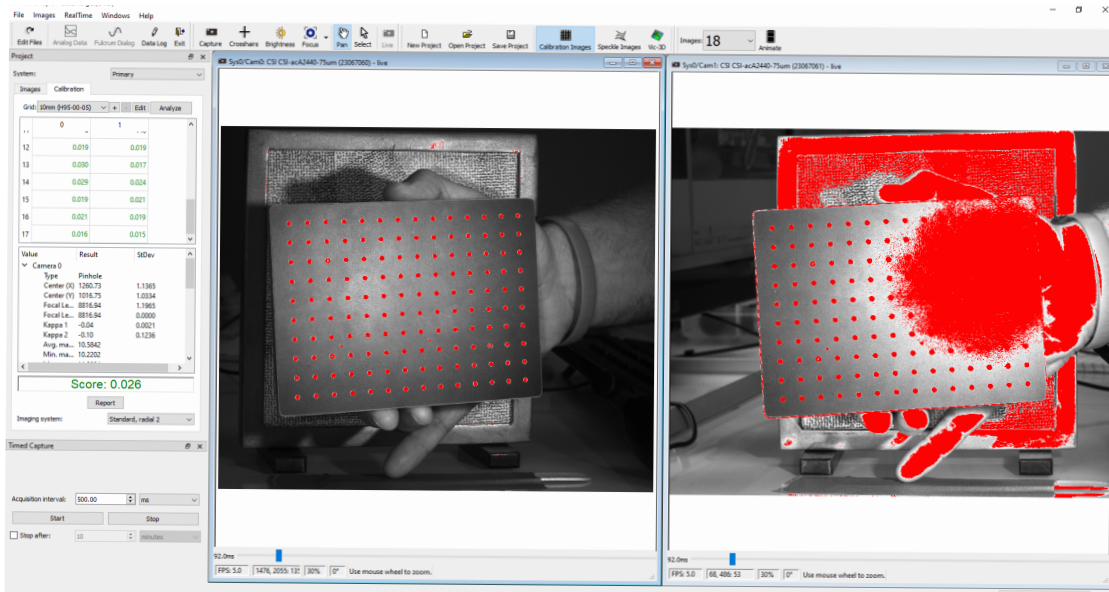 File Images RealTime Windows Help
Edit Files Analog Data Fulcrum Dialog Data Log Exit Capture Crosshairs Brightness Focus Pan Select Live New Project Open Project Save Project Calibration Images Speckle Images Vic-3D Images: 18 Animate
Project
System: Primary
Images Calibration
Grid: 10mm (H95-00-05) + - Edit Analyze
0 1
12 0.019 0.019
13 0.030 0.017
14 0.029 0.024
15 0.019 0.021
16 0.021 0.019
17 0.016 0.015
Value Result StDev
Camera 0
Type Pinhole
Center (X) 1260.73 1.1365
Center (Y) 1016.75 1.0334
Focal Le... 8816.94 1.1965
Focal Le... 8816.94 0.0000
Kappa 1 -0.04 0.0021
Kappa 2 -0.10 0.1236
Avg. ma... 10.5842
Min. ma... 10.2202
Score: 0.026
Report
Imaging system: Standard, radial 2
Timed Capture
Acquisition interval: 500.00 ms
Start Stop
Stop after: 10 minutes
Sys0/Cam0: CSI CSI-acA2440-75um (23067060) - live
92.0ms
FPS: 5.0 1476, 2055: 13 30% 0° Use mouse wheel to zoom.
Sys0/Cam1: CSI CSI-acA2440-75um (23067061) - live
92.0ms
FPS: 5.0 68, 486: 53 30% 0° Use mouse wheel to zoom.